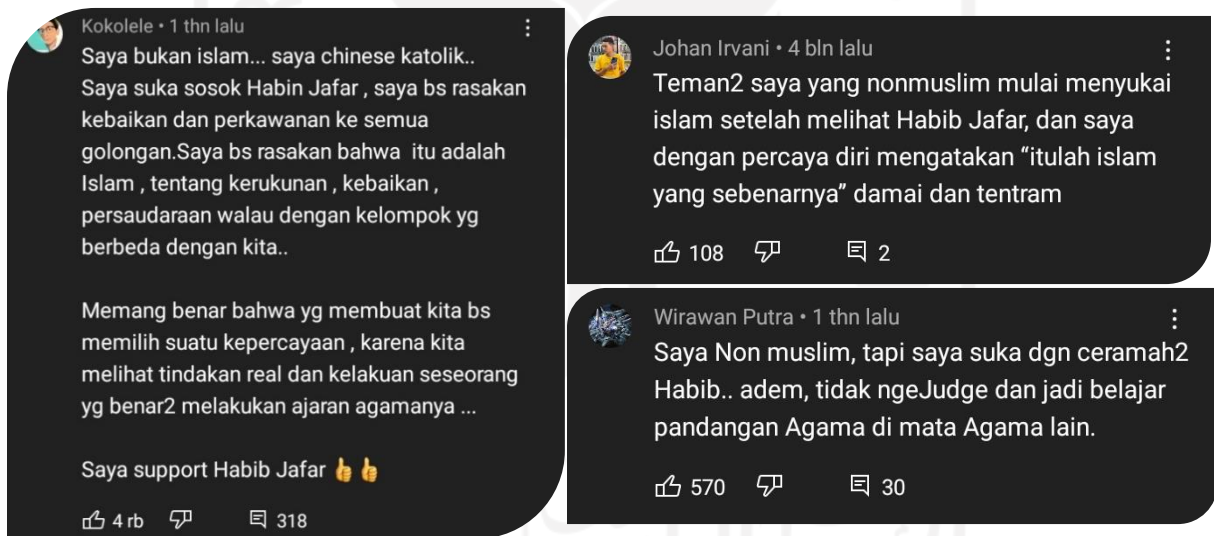 Kokolele • 1 thn lalu
Saya bukan islam... saya chinese katolik..
Saya suka sosok Habin Jafar , saya bs rasakan
kebaikan dan perkawanan ke semua
golongan.Saya bs rasakan bahwa itu adalah
Islam , tentang kerukunan , kebaikan ,
persaudaraan walau dengan kelompok yg
berbeda dengan kita..
Memang benar bahwa yg membuat kita bs
memilih suatu kepercayaan , karena kita
melihat tindakan real dan kelakuan seseorang
yg benar2 melakukan ajaran agamanya ...
Saya support Habib Jafar 👍👍
4 rb 318
Johan Irvani • 4 bln lalu
Teman2 saya yang nonmuslim mulai menyukai
islam setelah melihat Habib Jafar, dan saya
dengan percaya diri mengatakan “itulah islam
yang sebenarnya” damai dan tentram
108 2
Wirawan Putra • 1 thn lalu
Saya Non muslim, tapi saya suka dgn ceramah2
Habib.. adem, tidak ngeJudge dan jadi belajar
pandangan Agama di mata Agama lain.
570 30